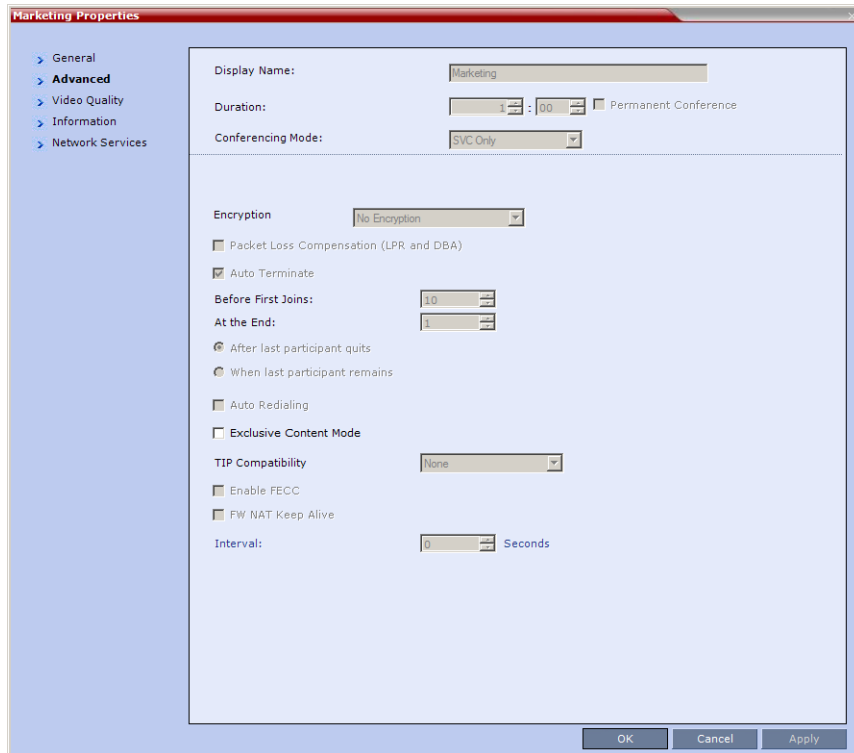 Marketing Properties
General
Advanced
Video Quality
Information
Network Services
Display Name: Marketing
Duration: 1 : 00 Permanent Conference
Conferencing Mode: SVC Only
Encryption No Encryption
Packet Loss Compensation (LPR and DBA)
Auto Terminate
Before First Joins: 10
At the End: 1
After last participant quits
When last participant remains
Auto Redialing
Exclusive Content Mode
TIP Compatibility None
Enable FECC
FW NAT Keep Alive
Interval: 0 Seconds
OK Cancel Apply